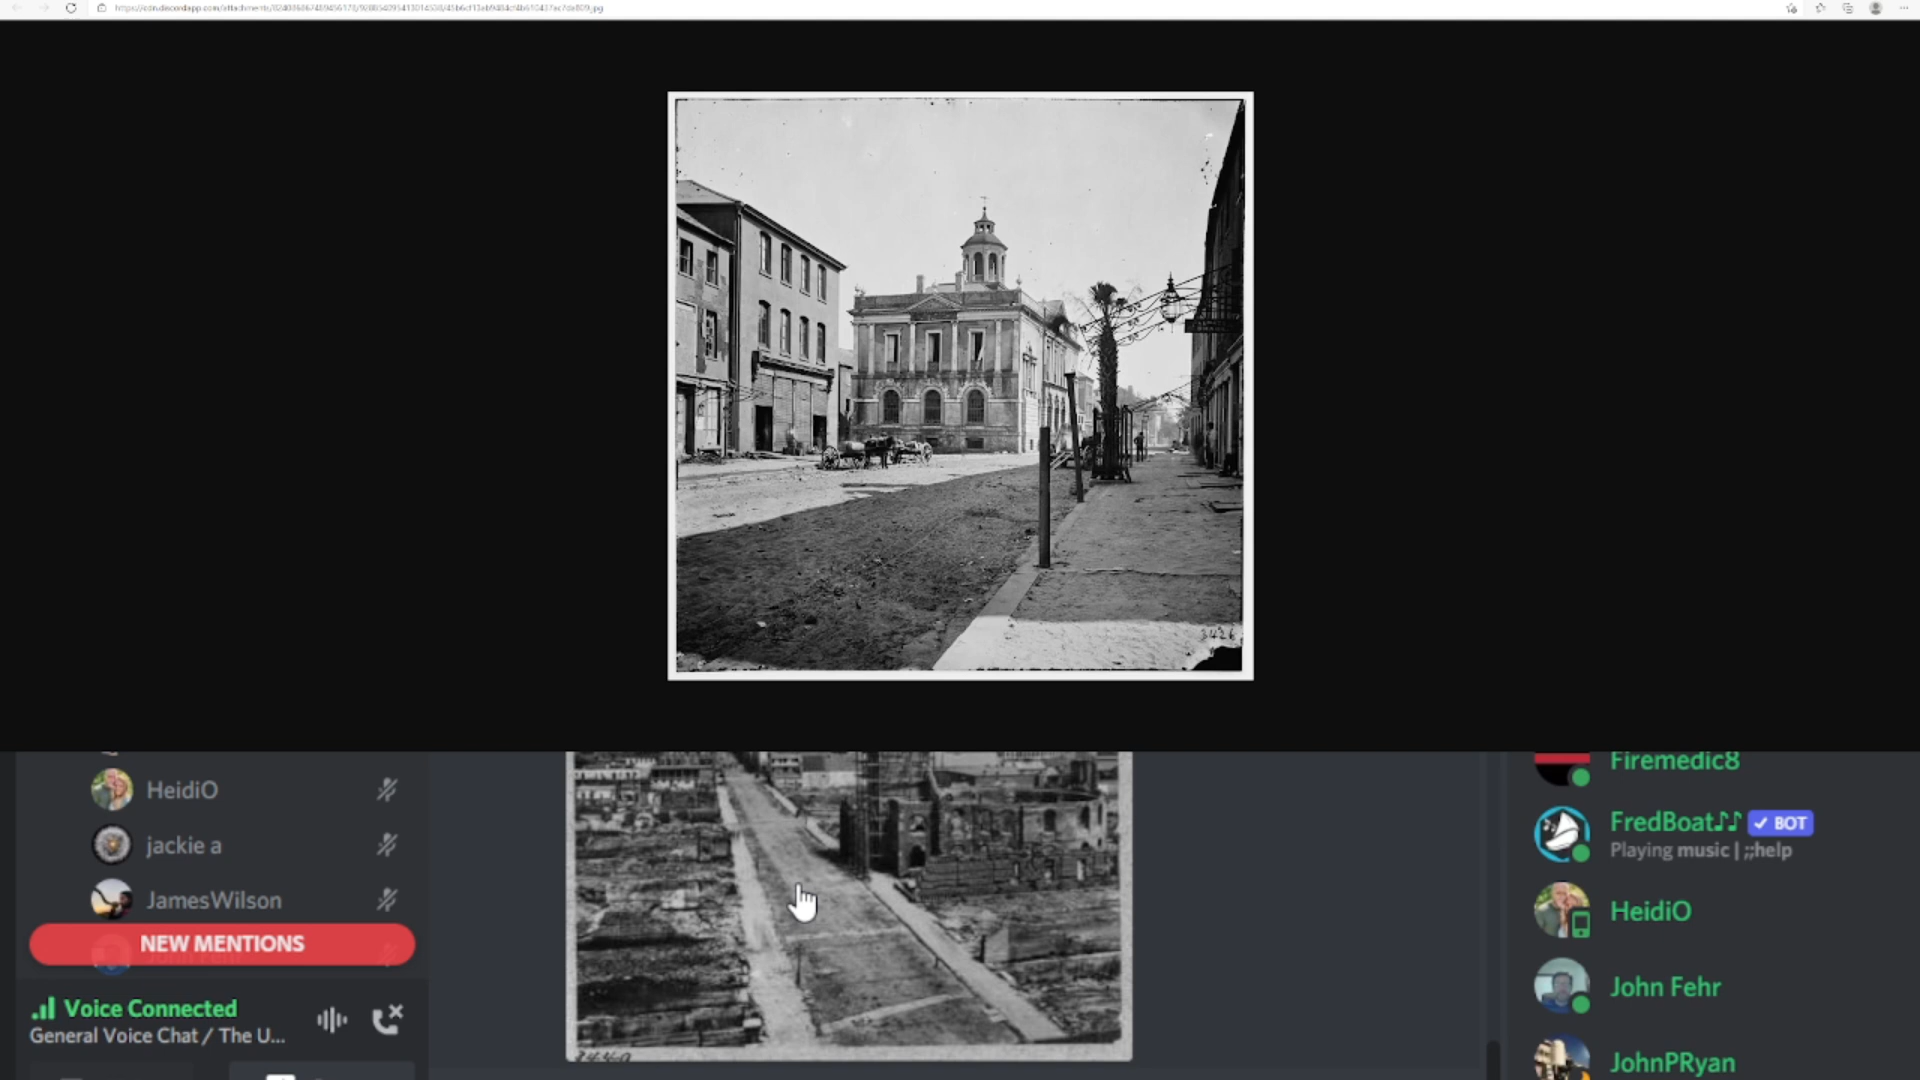 3426
HeidiO
jackie a
JamesWilson
NEW MENTIONS
Voice Connected
General Voice Chat / The U...
Firemedic8
FredBoat♪♪ ✓ BOT
Playing music | ;;help
HeidiO
John Fehr
JohnPRyan